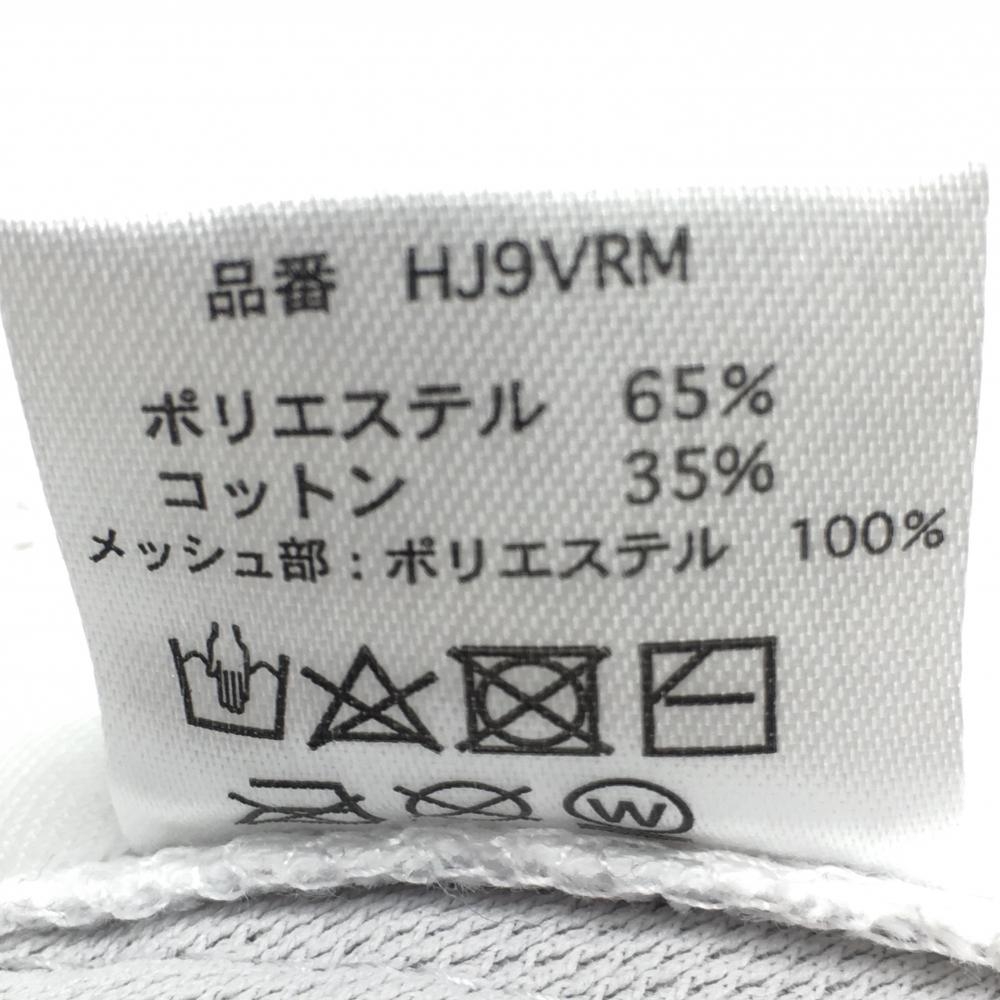 品番 HJ9VRM
ポリエステル 65%
コットン 35%
メッシュ部：ポリエステル 100%
W